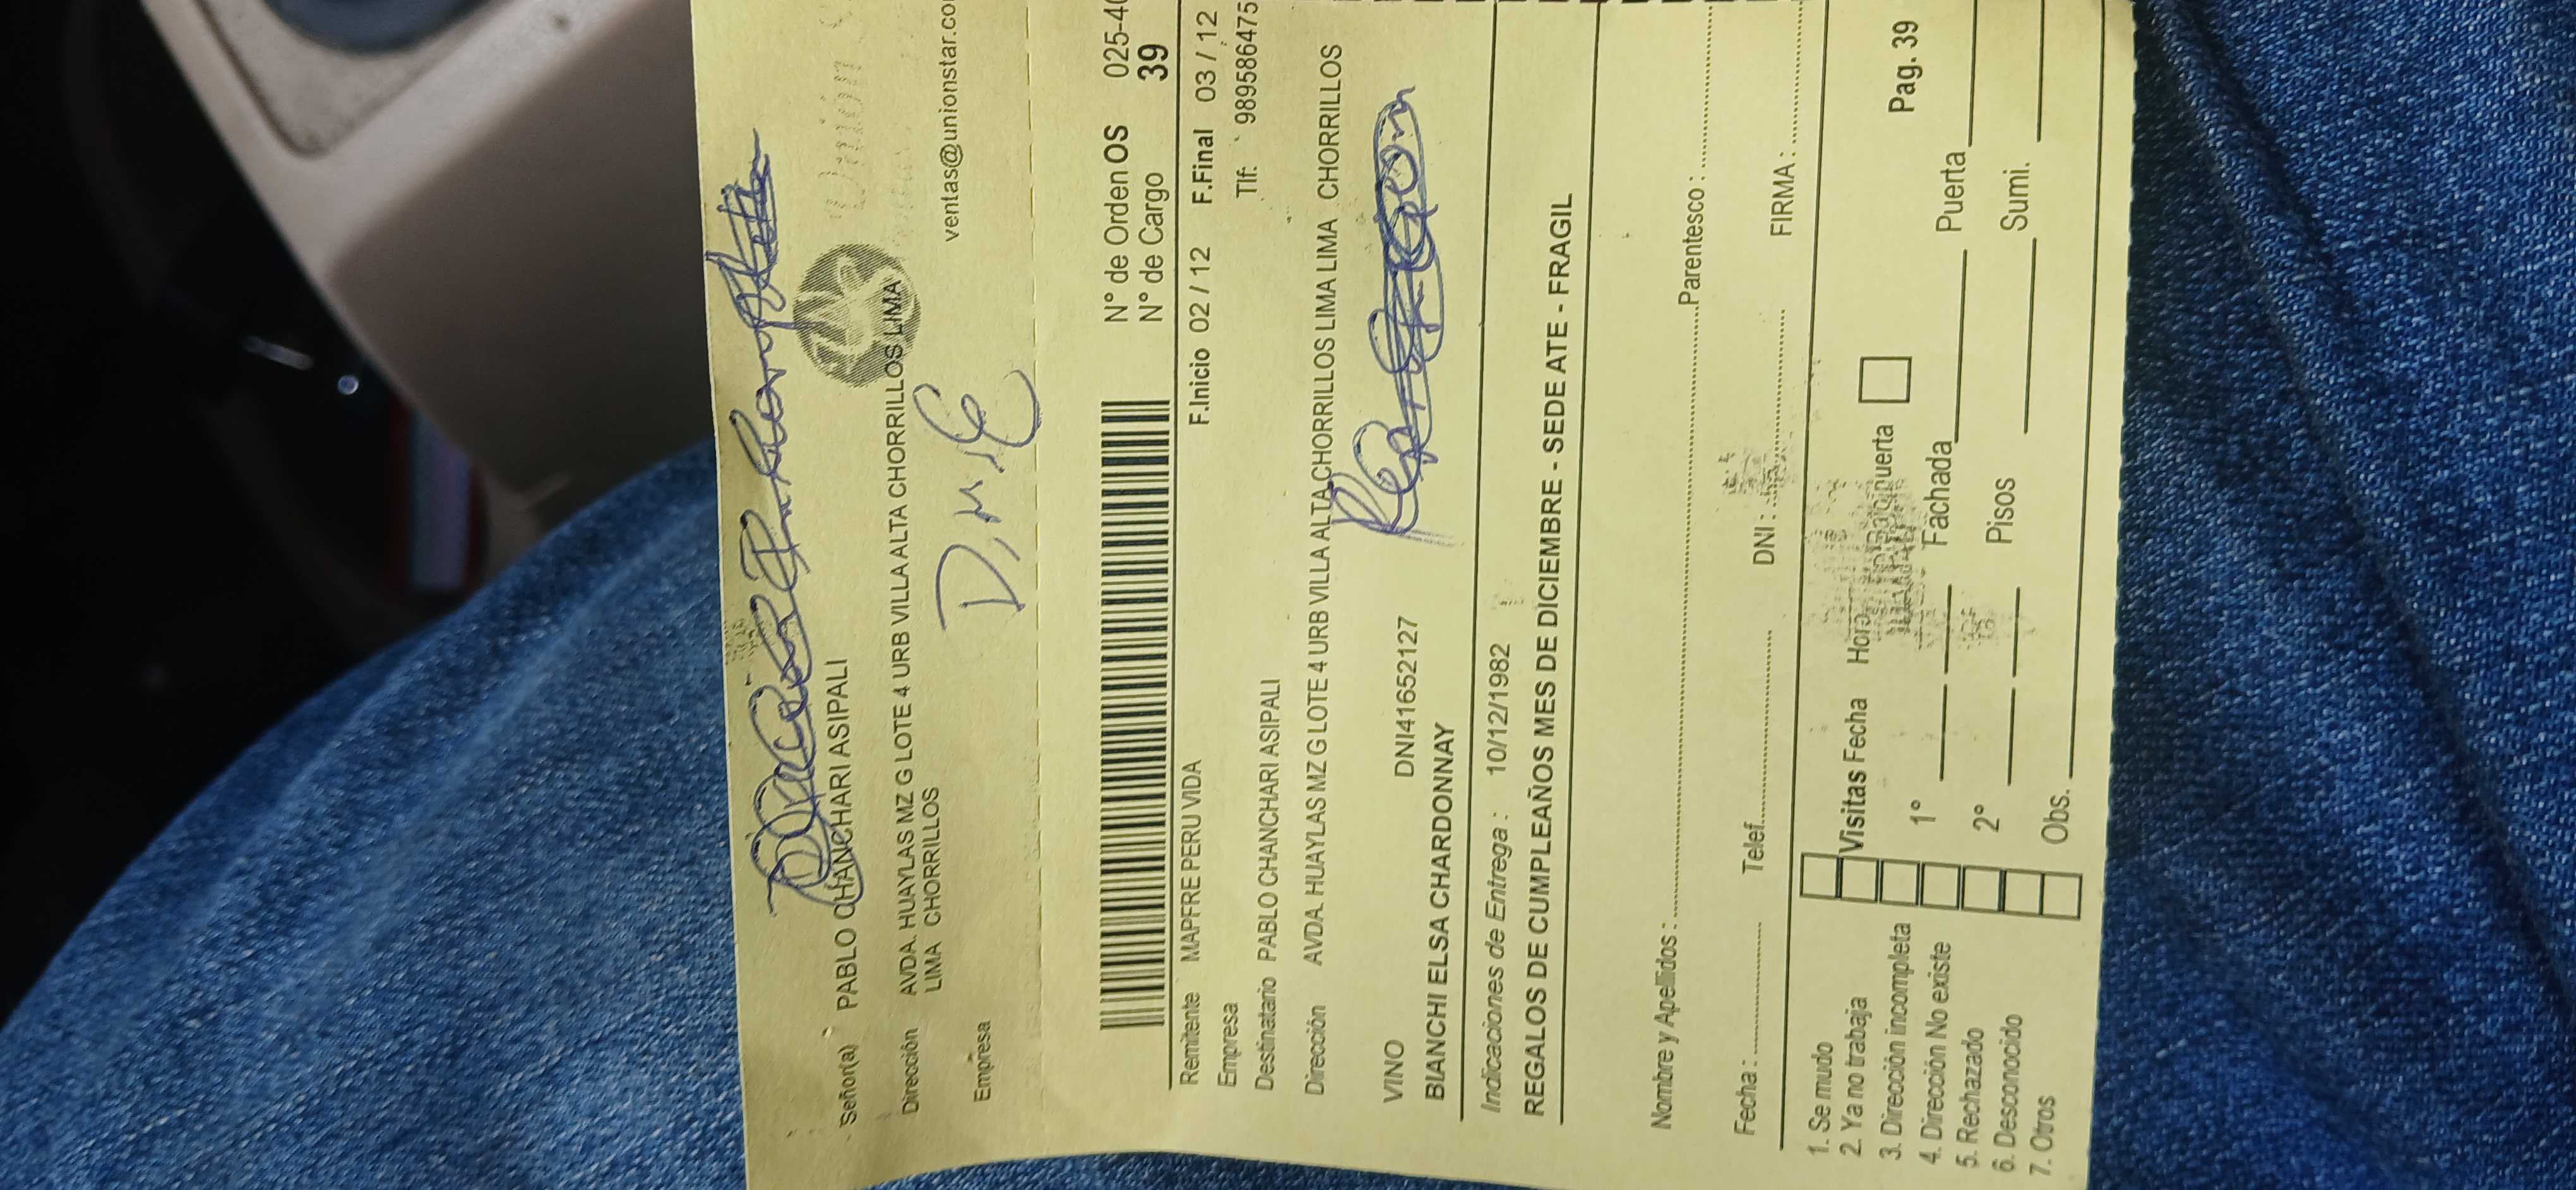 Señor(a) PABLO CHANCHARI ASIPALI
Dirección AVDA. HUAYLAS MZ G LOTE 4 URB VILLA ALTA CHORRILLOS LIMA
LIMA CHORRILLOS
Empresa
ventas@unionstar.co
N° de Orden OS 025-40
N° de Cargo 39
Remitente MAPFRE PERU VIDA F.Inicio 02 / 12 F.Final 03 / 12
Empresa Tlf: 989586475
Destinatario PABLO CHANCHARI ASIPALI
Dirección AVDA. HUAYLAS MZ G LOTE 4 URB VILLA ALTA CHORRILLOS LIMA LIMA CHORRILLOS
VINO DNI41652127
BIANCHI ELSA CHARDONNAY
Indicaciones de Entrega : 10/12/1982
REGALOS DE CUMPLEAÑOS MES DE DICIEMBRE - SEDE ATE - FRAGIL
Nombre y Apellidos : Parentesco :
Fecha : Telef. DNI : FIRMA :
1. Se mudo
2. Ya no trabaja
3. Dirección incompleta
4. Dirección No existe
5. Rechazado
6. Desconocido
7. Otros
Visitas Fecha Hora puerta Pag. 39
1° Fachada Puerta
2° Pisos Sumi.
Obs.